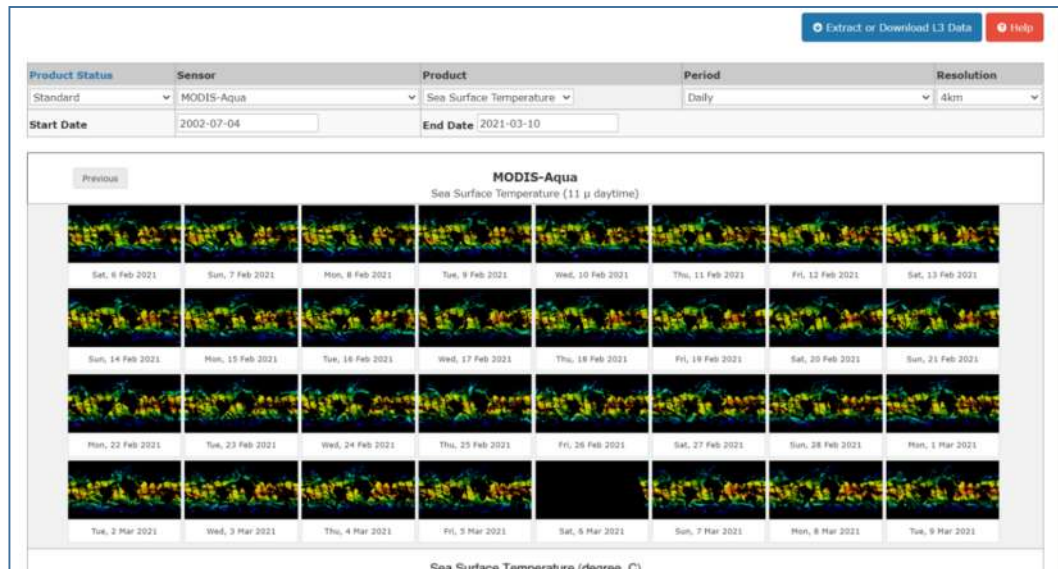 Extract or Download L3 Data Help
Product Status Sensor Product Period Resolution
Standard MODIS-Aqua Sea Surface Temperature Daily 4km
Start Date 2002-07-04 End Date 2021-03-10
Previous
MODIS-Aqua
Sea Surface Temperature (11 µ daytime)
Sat, 6 Feb 2021 Sun, 7 Feb 2021 Mon, 8 Feb 2021 Tue, 9 Feb 2021 Wed, 10 Feb 2021 Thu, 11 Feb 2021 Fri, 12 Feb 2021 Sat, 13 Feb 2021
Sun, 14 Feb 2021 Mon, 15 Feb 2021 Tue, 16 Feb 2021 Wed, 17 Feb 2021 Thu, 18 Feb 2021 Fri, 19 Feb 2021 Sat, 20 Feb 2021 Sun, 21 Feb 2021
Mon, 22 Feb 2021 Tue, 23 Feb 2021 Wed, 24 Feb 2021 Thu, 25 Feb 2021 Fri, 26 Feb 2021 Sat, 27 Feb 2021 Sun, 28 Feb 2021 Mon, 1 Mar 2021
Tue, 2 Mar 2021 Wed, 3 Mar 2021 Thu, 4 Mar 2021 Fri, 5 Mar 2021 Sat, 6 Mar 2021 Sun, 7 Mar 2021 Mon, 8 Mar 2021 Tue, 9 Mar 2021
Sea Surface Temperature (degree C)